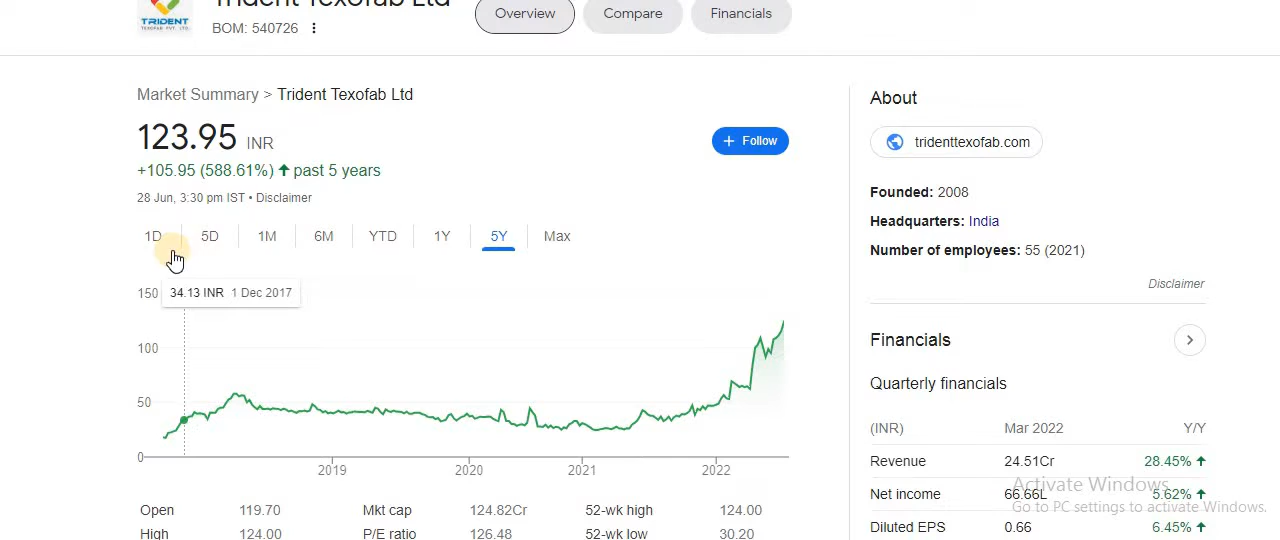 Trident Texofab Ltd
TRIDENT
TEXOFAB PVT. LTD.
BOM: 540726
Overview
Compare
Financials
Market Summary > Trident Texofab Ltd
123.95 INR
+ Follow
+105.95 (588.61%) ↑ past 5 years
28 Jun, 3:30 pm IST • Disclaimer
1D 5D 1M 6M YTD 1Y 5Y Max
34.13 INR 1 Dec 2017
150
100
50
0
2019 2020 2021 2022
Open 119.70 Mkt cap 124.82Cr 52-wk high 124.00
High 124.00 P/E ratio 126.48 52-wk low 30.20
About
tridenttexofab.com
Founded: 2008
Headquarters: India
Number of employees: 55 (2021)
Disclaimer
Financials
Quarterly financials
(INR) Mar 2022 Y/Y
Revenue 24.51Cr 28.45% ↑
Net income 66.66L 5.62% ↑
Diluted EPS 0.66 6.45% ↑
Activate Windows
Go to PC settings to activate Windows.